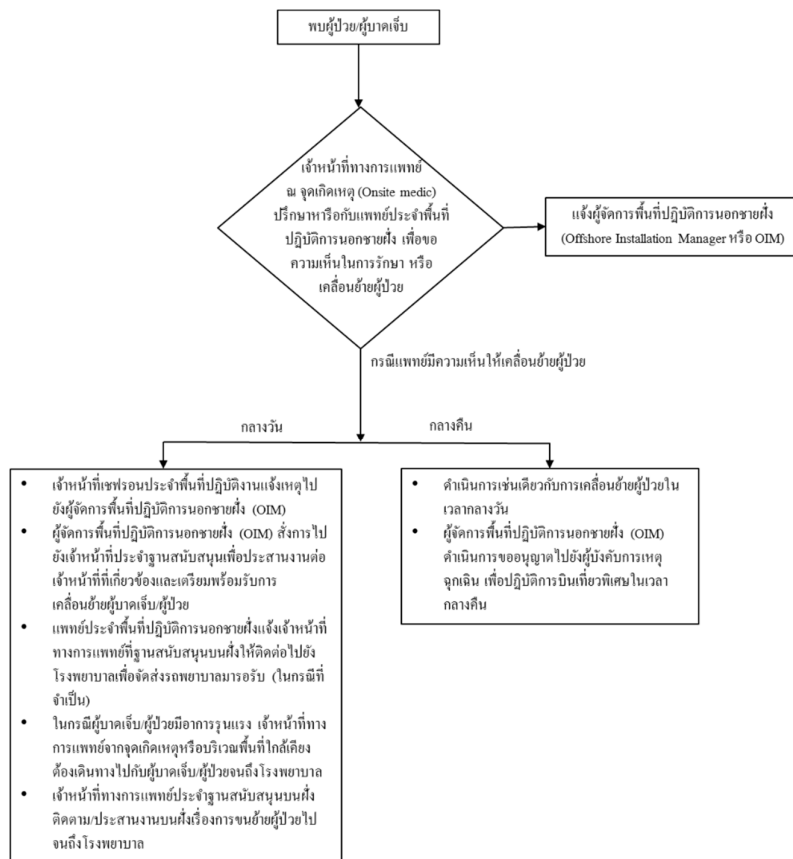 พบผู้ป่วย/ผู้บาดเจ็บ
เจ้าหน้าที่ทางการแพทย์
ณ จุดเกิดเหตุ (Onsite medic)
ปรึกษาหารือกับแพทย์ประจำพื้นที่
ปฏิบัติการนอกชายฝั่ง เพื่อขอ
ความเห็นในการรักษา หรือ
เคลื่อนย้ายผู้ป่วย
แจ้งผู้จัดการพื้นที่ปฏิบัติการนอกชายฝั่ง
(Offshore Installation Manager หรือ OIM)
กรณีแพทย์มีความเห็นให้เคลื่อนย้ายผู้ป่วย
กลางวัน
กลางคืน
• เจ้าหน้าที่เชฟรอนประจำพื้นที่ปฏิบัติงานแจ้งเหตุไป
ยังผู้จัดการพื้นที่ปฏิบัติการนอกชายฝั่ง (OIM)
• ผู้จัดการพื้นที่ปฏิบัติการนอกชายฝั่ง (OIM) สั่งการไป
ยังเจ้าหน้าที่ประจำฐานสนับสนุนเพื่อประสานงานต่อ
เจ้าหน้าที่ที่เกี่ยวข้องและเตรียมพร้อมรับการ
เคลื่อนย้ายผู้บาดเจ็บ/ผู้ป่วย
• แพทย์ประจำพื้นที่ปฏิบัติการนอกชายฝั่งแจ้งเจ้าหน้าที่
ทางการแพทย์ที่ฐานสนับสนุนบนฝั่งให้ติดต่อไปยัง
โรงพยาบาลเพื่อจัดส่งรถพยาบาลมารอรับ (ในกรณีที่
จำเป็น)
• ในกรณีผู้บาดเจ็บ/ผู้ป่วยมีอาการรุนแรง เจ้าหน้าที่ทาง
การแพทย์จากจุดเกิดเหตุหรือบริเวณพื้นที่ใกล้เคียง
ต้องเดินทางไปกับผู้บาดเจ็บ/ผู้ป่วยจนถึงโรงพยาบาล
• เจ้าหน้าที่ทางการแพทย์ประจำฐานสนับสนุนบนฝั่ง
ติดตาม/ประสานงานบนฝั่งเรื่องการขนย้ายผู้ป่วยไป
จนถึงโรงพยาบาล
• ดำเนินการเช่นเดียวกับการเคลื่อนย้ายผู้ป่วยใน
เวลากลางวัน
• ผู้จัดการพื้นที่ปฏิบัติการนอกชายฝั่ง (OIM)
ดำเนินการขออนุญาตไปยังผู้บังคับการเหตุ
ฉุกเฉิน เพื่อปฏิบัติการบินเที่ยวพิเศษในเวลา
กลางคืน